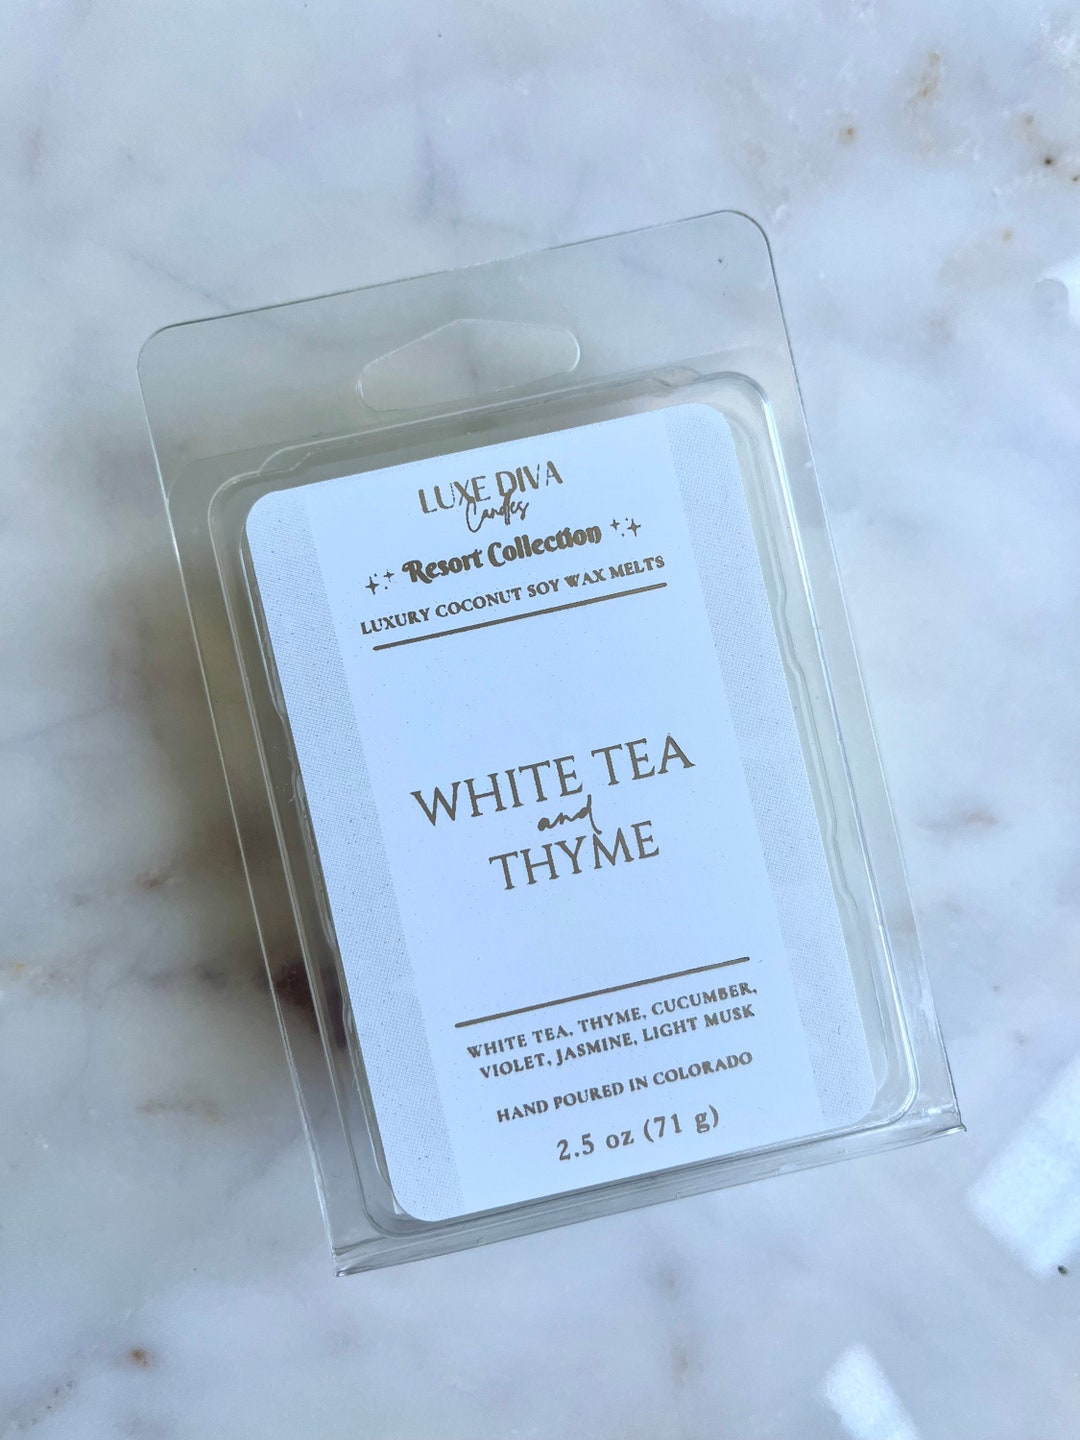 LUXE DIVA
Candles
Resort Collection
LUXURY COCONUT SOY WAX MELTS
WHITE TEA
and
THYME
WHITE TEA, THYME, CUCUMBER,
VIOLET, JASMINE, LIGHT MUSK
HAND POURED IN COLORADO
2.5 oz (71 g)